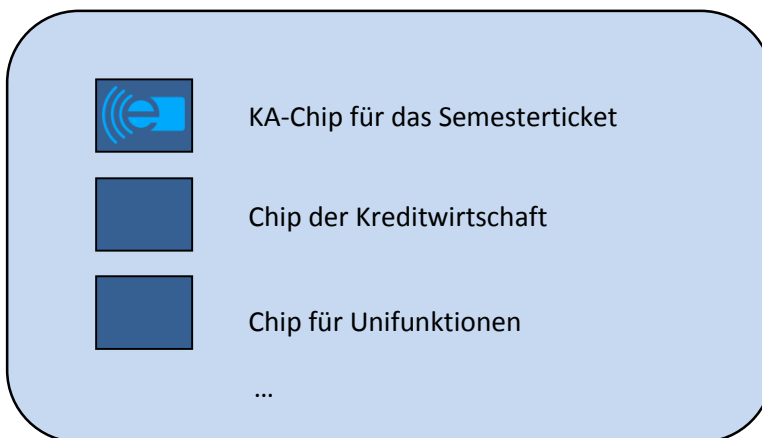 KA-Chip für das Semesterticket
Chip der Kreditwirtschaft
Chip für Unifunktionen
...